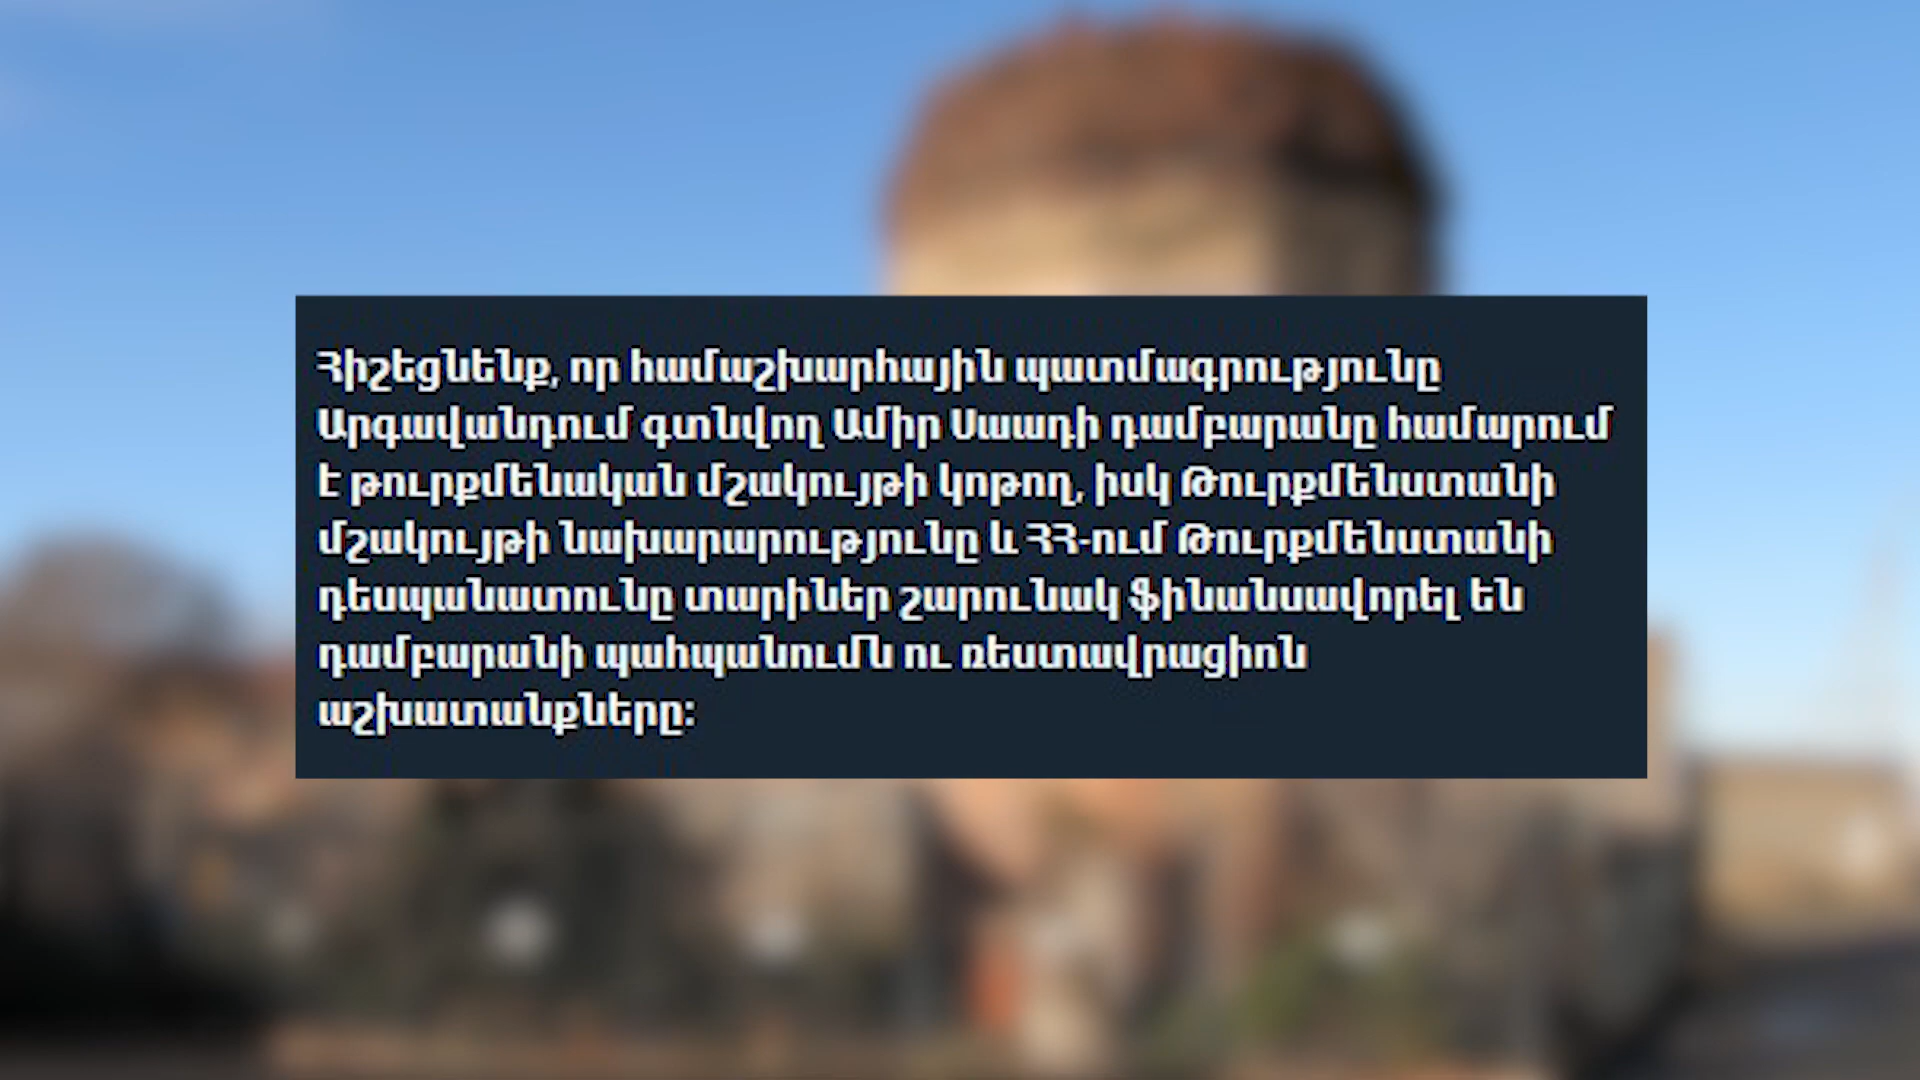 Հիշեցնենք, որ համաշխարհային պատմագրությունը
Արգավանդում գտնվող Ամիր Սաադի դամբարանը համարում
է թուրքմենական մշակույթի կոթող, իսկ Թուրքմենստանի
մշակույթի նախարարությունը և ՀՀ-ում Թուրքմենստանի
դեսպանատունը տարիներ շարունակ ֆինանսավորել են
դամբարանի պահպանումն ու ռեստավրացիոն
աշխատանքները: